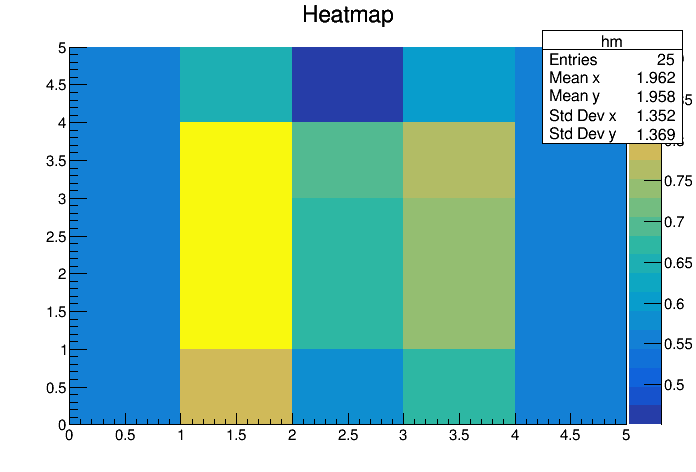 Heatmap
hm
Entries 25
Mean x 1.962
Mean y 1.958
Std Dev x 1.352
Std Dev y 1.369
5
4.5
4
3.5
3
2.5
2
1.5
1
0.5
0
0 0.5 1 1.5 2 2.5 3 3.5 4 4.5 5
0.75
0.7
0.65
0.6
0.55
0.5